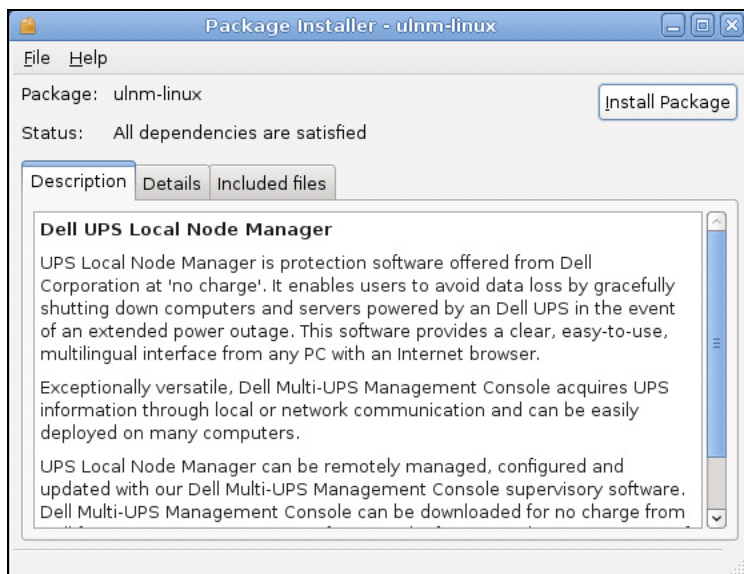 Package Installer - ulnm-linux
File Help
Package: ulnm-linux
Install Package
Status: All dependencies are satisfied
Description Details Included files
Dell UPS Local Node Manager
UPS Local Node Manager is protection software offered from Dell
Corporation at 'no charge'. It enables users to avoid data loss by gracefully
shutting down computers and servers powered by an Dell UPS in the event
of an extended power outage. This software provides a clear, easy-to-use,
multilingual interface from any PC with an Internet browser.
Exceptionally versatile, Dell Multi-UPS Management Console acquires UPS
information through local or network communication and can be easily
deployed on many computers.
UPS Local Node Manager can be remotely managed, configured and
updated with our Dell Multi-UPS Management Console supervisory software.
Dell Multi-UPS Management Console can be downloaded for no charge from